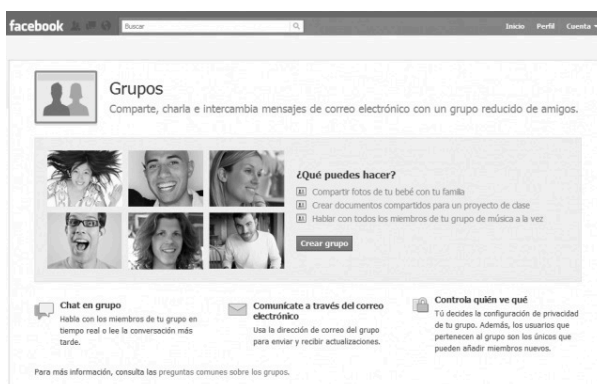 facebook
Buscar
Inicio Perfil Cuenta
Grupos
Comparte, charla e intercambia mensajes de correo electrónico con un grupo reducido de amigos.
¿Qué puedes hacer?
Compartir fotos de tu bebé con tu familia
Crear documentos compartidos para un proyecto de clase
Hablar con todos los miembros de tu grupo de música a la vez
Crear grupo
Chat en grupo
Habla con los miembros de tu grupo en
tiempo real o lee la conversación más
tarde.
Comunícate a través del correo
electrónico
Usa la dirección de correo del grupo
para enviar y recibir actualizaciones.
Controla quién ve qué
Tú decides la configuración de privacidad
de tu grupo. Además, los usuarios que
pertenecen al grupo son los únicos que
pueden añadir miembros nuevos.
Para más información, consulta las preguntas comunes sobre los grupos.